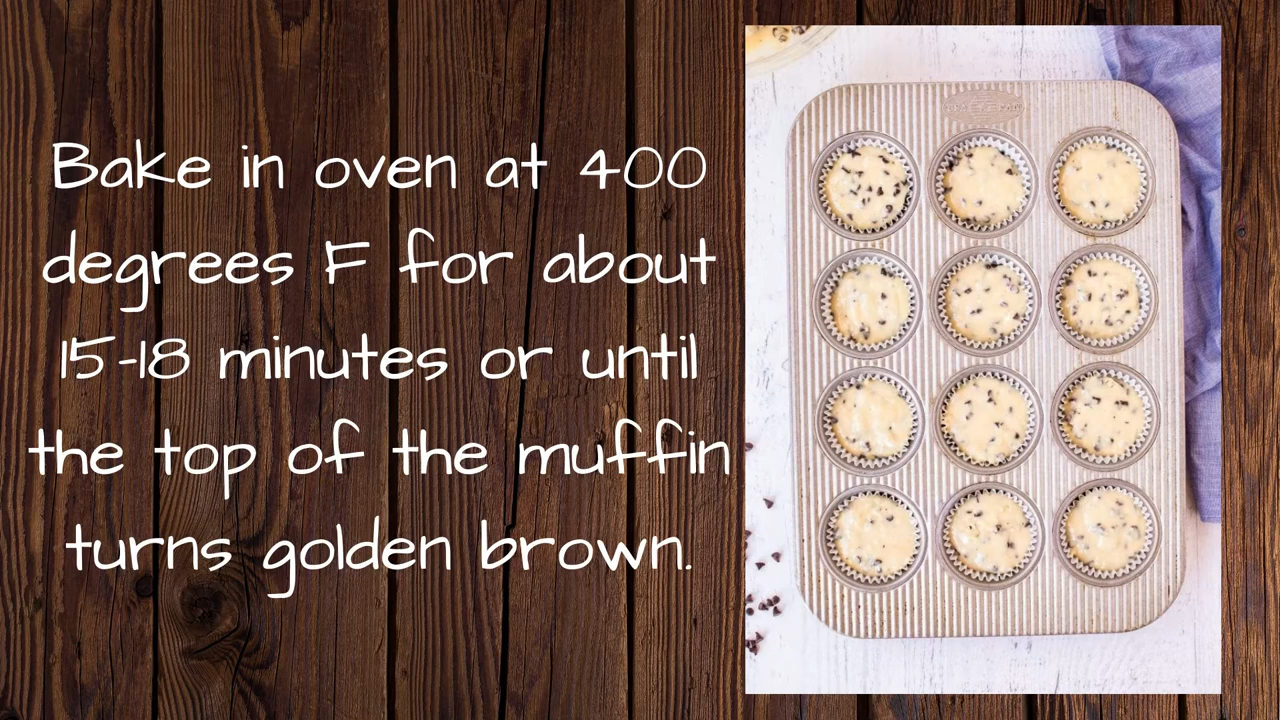 Bake in oven at 400
degrees F for about
15-18 minutes or until
the top of the muffin
turns golden brown.